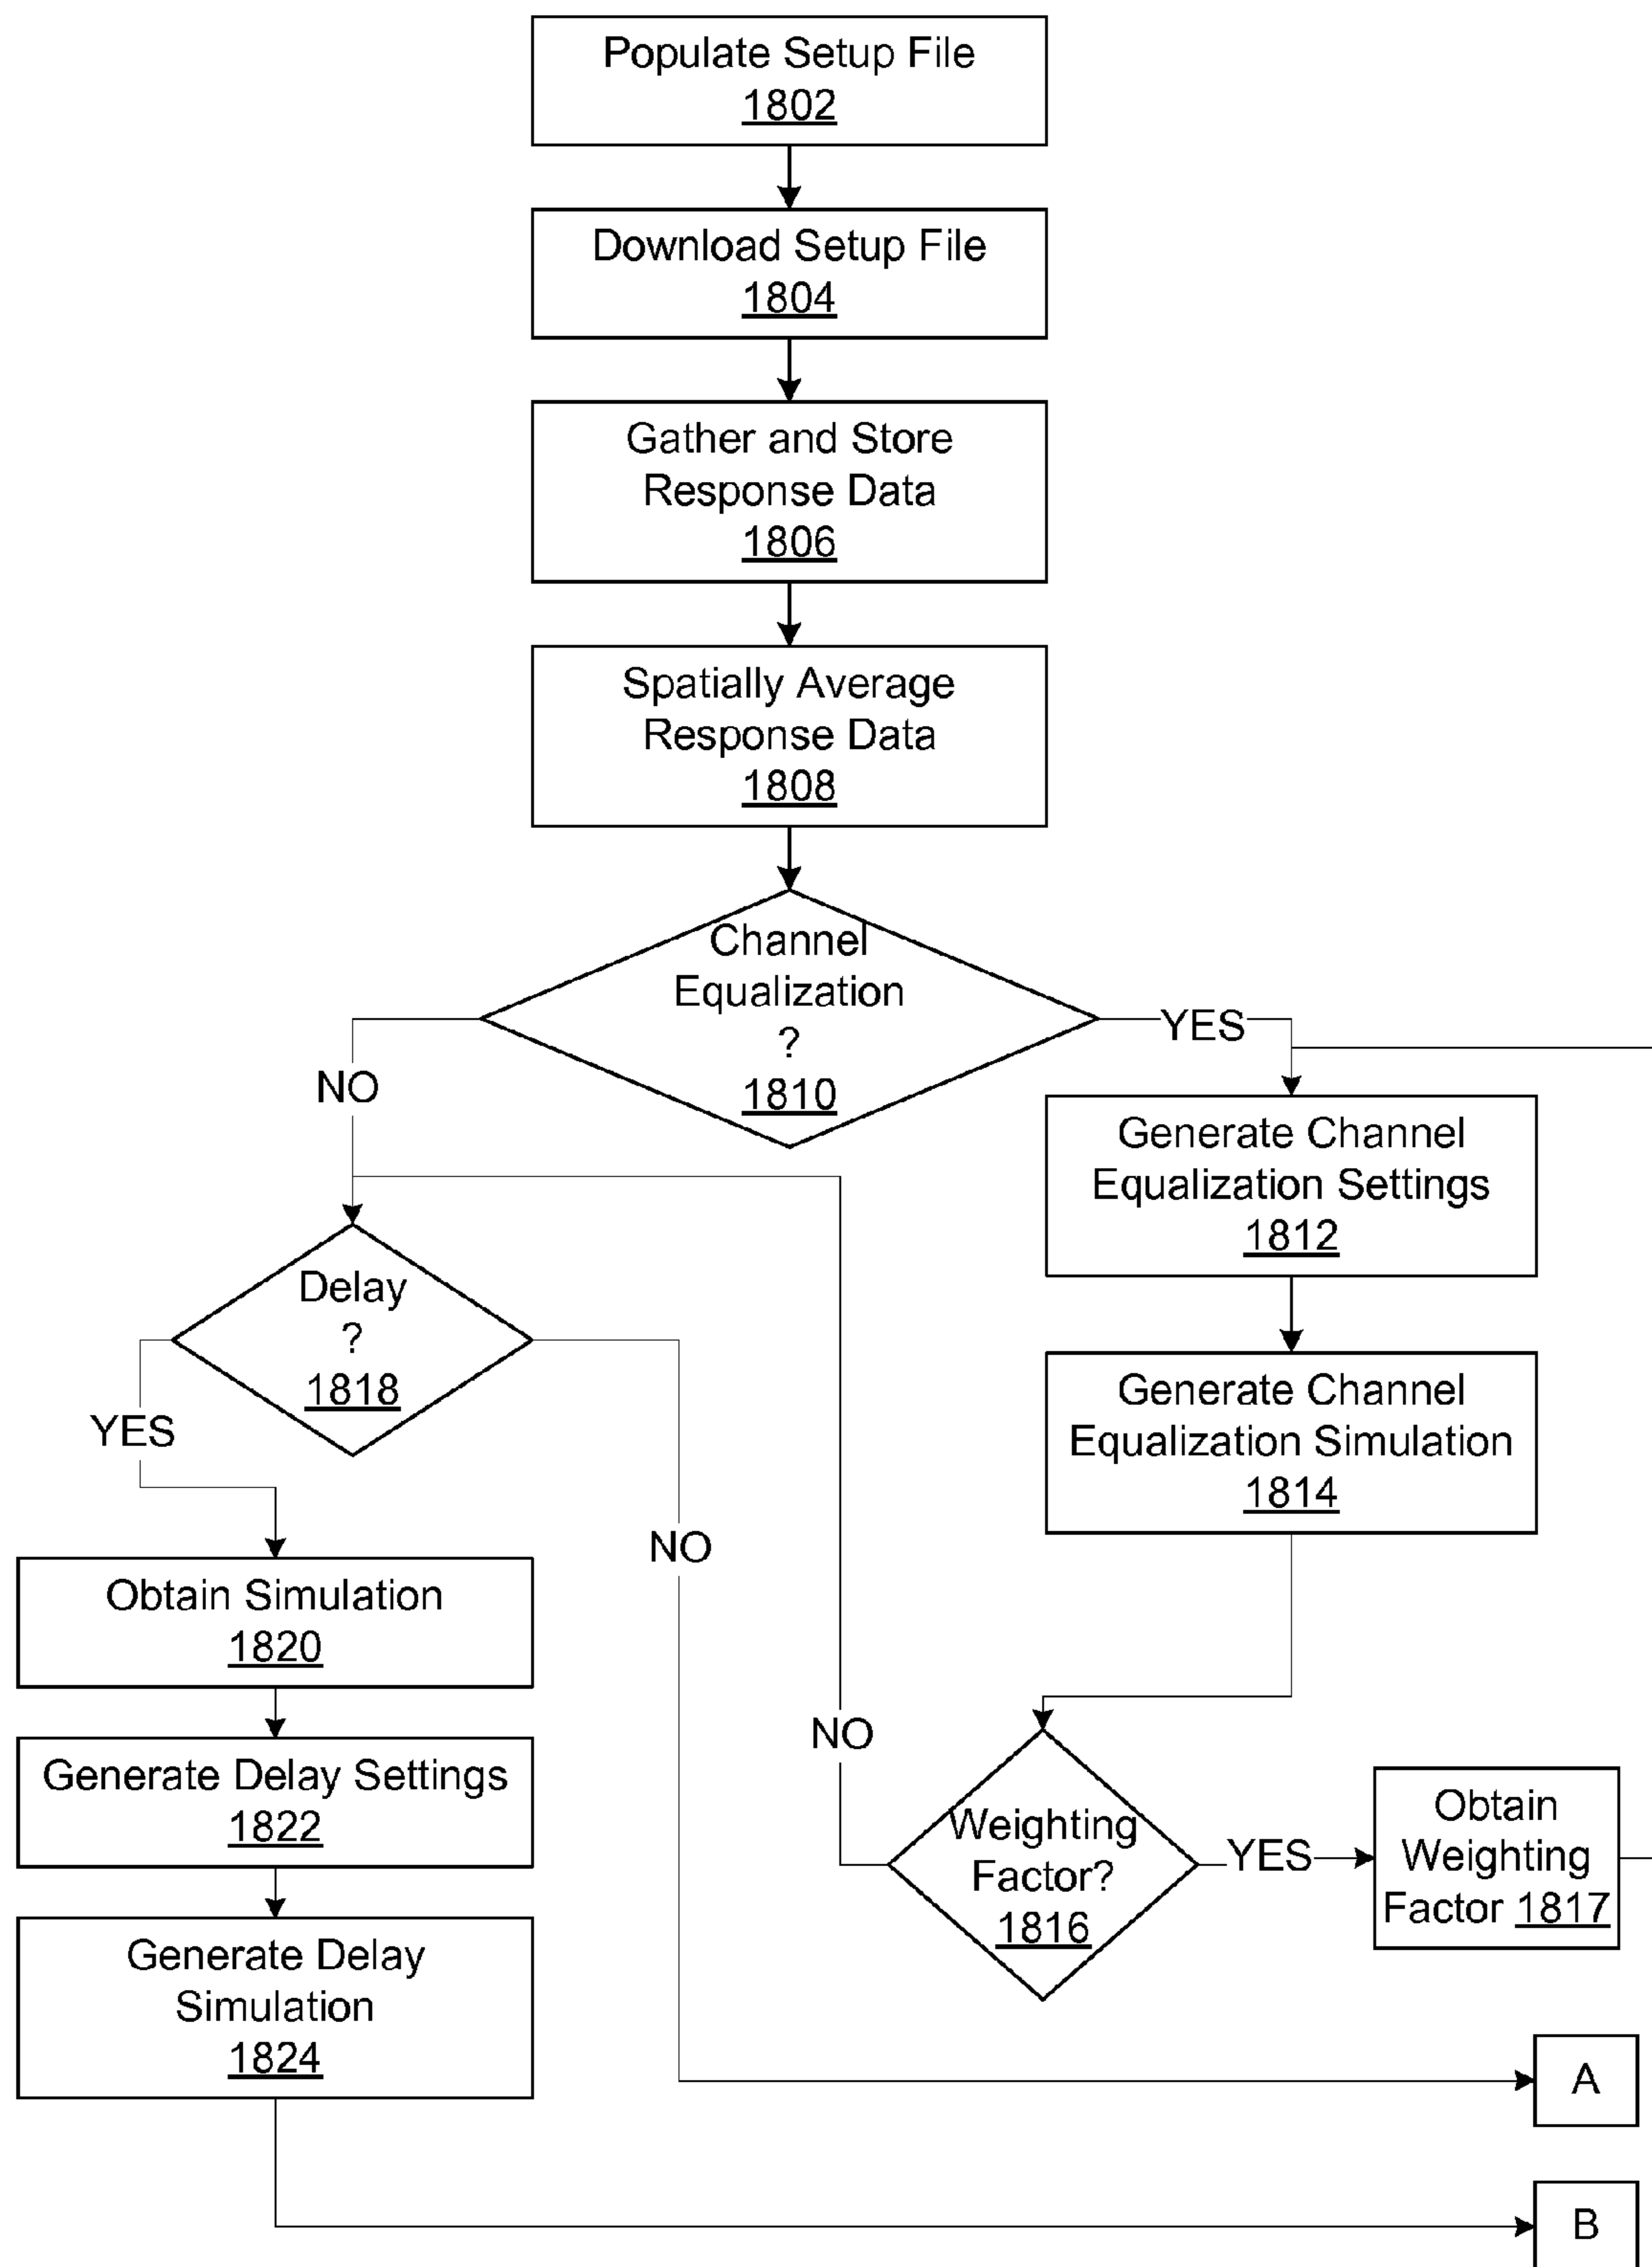 Populate Setup File
1802
Download Setup File
1804
Gather and Store
Response Data
1806
Spatially Average
Response Data
1808
Channel
Equalization
?
1810
YES
NO
Generate Channel
Equalization Settings
1812
Delay
?
1818
YES
NO
Generate Channel
Equalization Simulation
1814
Obtain Simulation
1820
Generate Delay Settings
1822
Generate Delay
Simulation
1824
NO
Weighting
Factor?
1816
YES
Obtain
Weighting
Factor 1817
A
B